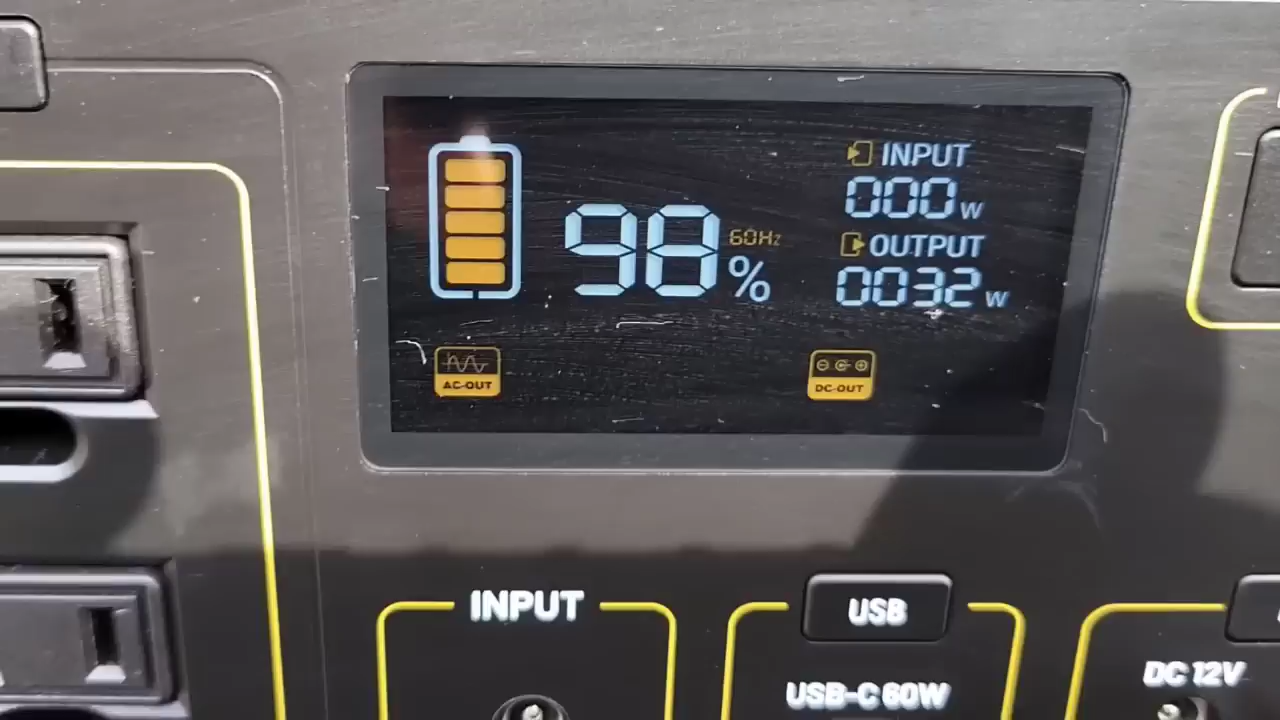 INPUT
000W
98
60Hz
%
OUTPUT
0032W
AC-OUT
DC-OUT
INPUT
USB
USB-C 60W
DC 12V